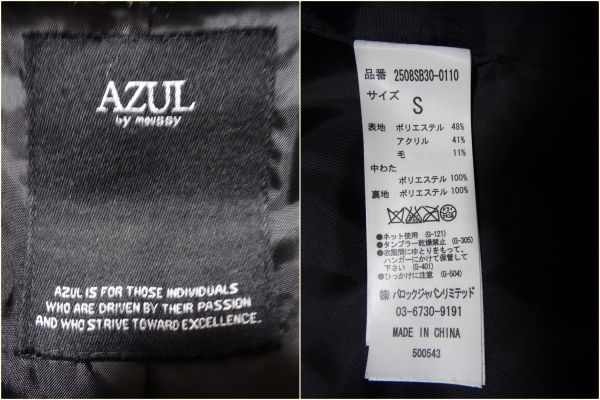 AZUL
by moussy
AZUL IS FOR THOSE INDIVIDUALS
WHO ARE DRIVEN BY THEIR PASSION
AND WHO STRIVE TOWARD EXCELLENCE.
品番 2508SB30-0110
サイズ
S
表地 ポリエステル 48%
アクリル 41%
毛 11%
中わた
ポリエステル 100%
裏地 ポリエステル 100%
●ネット使用 (G-121)
●タンブラー乾燥禁止 (G-305)
●衣服間にゆとりをもって、
ハンガーにかけて保管して
下さい (G-401)
●ひっかけに注意 (G-504)
㈱バロックジャパンリミテッド
03-6730-9191
MADE IN CHINA
500543